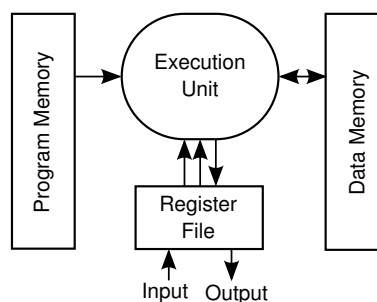 Program Memory
Execution
Unit
Data Memory
Register
File
Input
Output